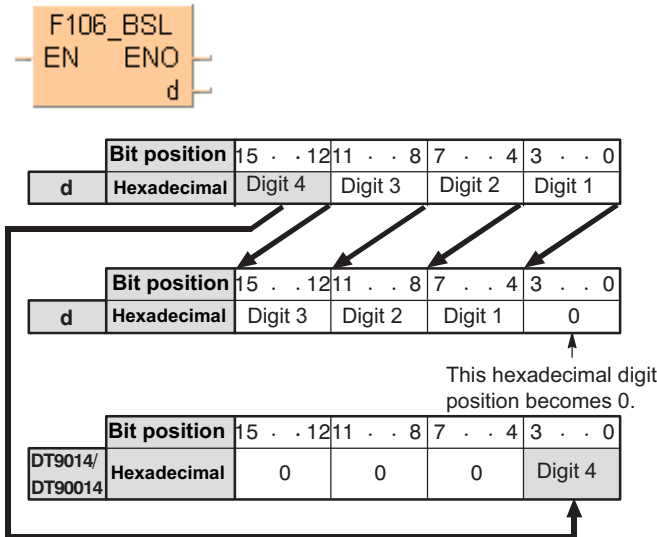 F106_BSL
EN ENO
d
Bit position 15 · · 12 11 · · 8 7 · · 4 3 · · 0
d Hexadecimal Digit 4 Digit 3 Digit 2 Digit 1
Bit position 15 · · 12 11 · · 8 7 · · 4 3 · · 0
d Hexadecimal Digit 3 Digit 2 Digit 1 0
This hexadecimal digit
position becomes 0.
Bit position 15 · · 12 11 · · 8 7 · · 4 3 · · 0
DT9014/
DT90014 Hexadecimal 0 0 0 Digit 4